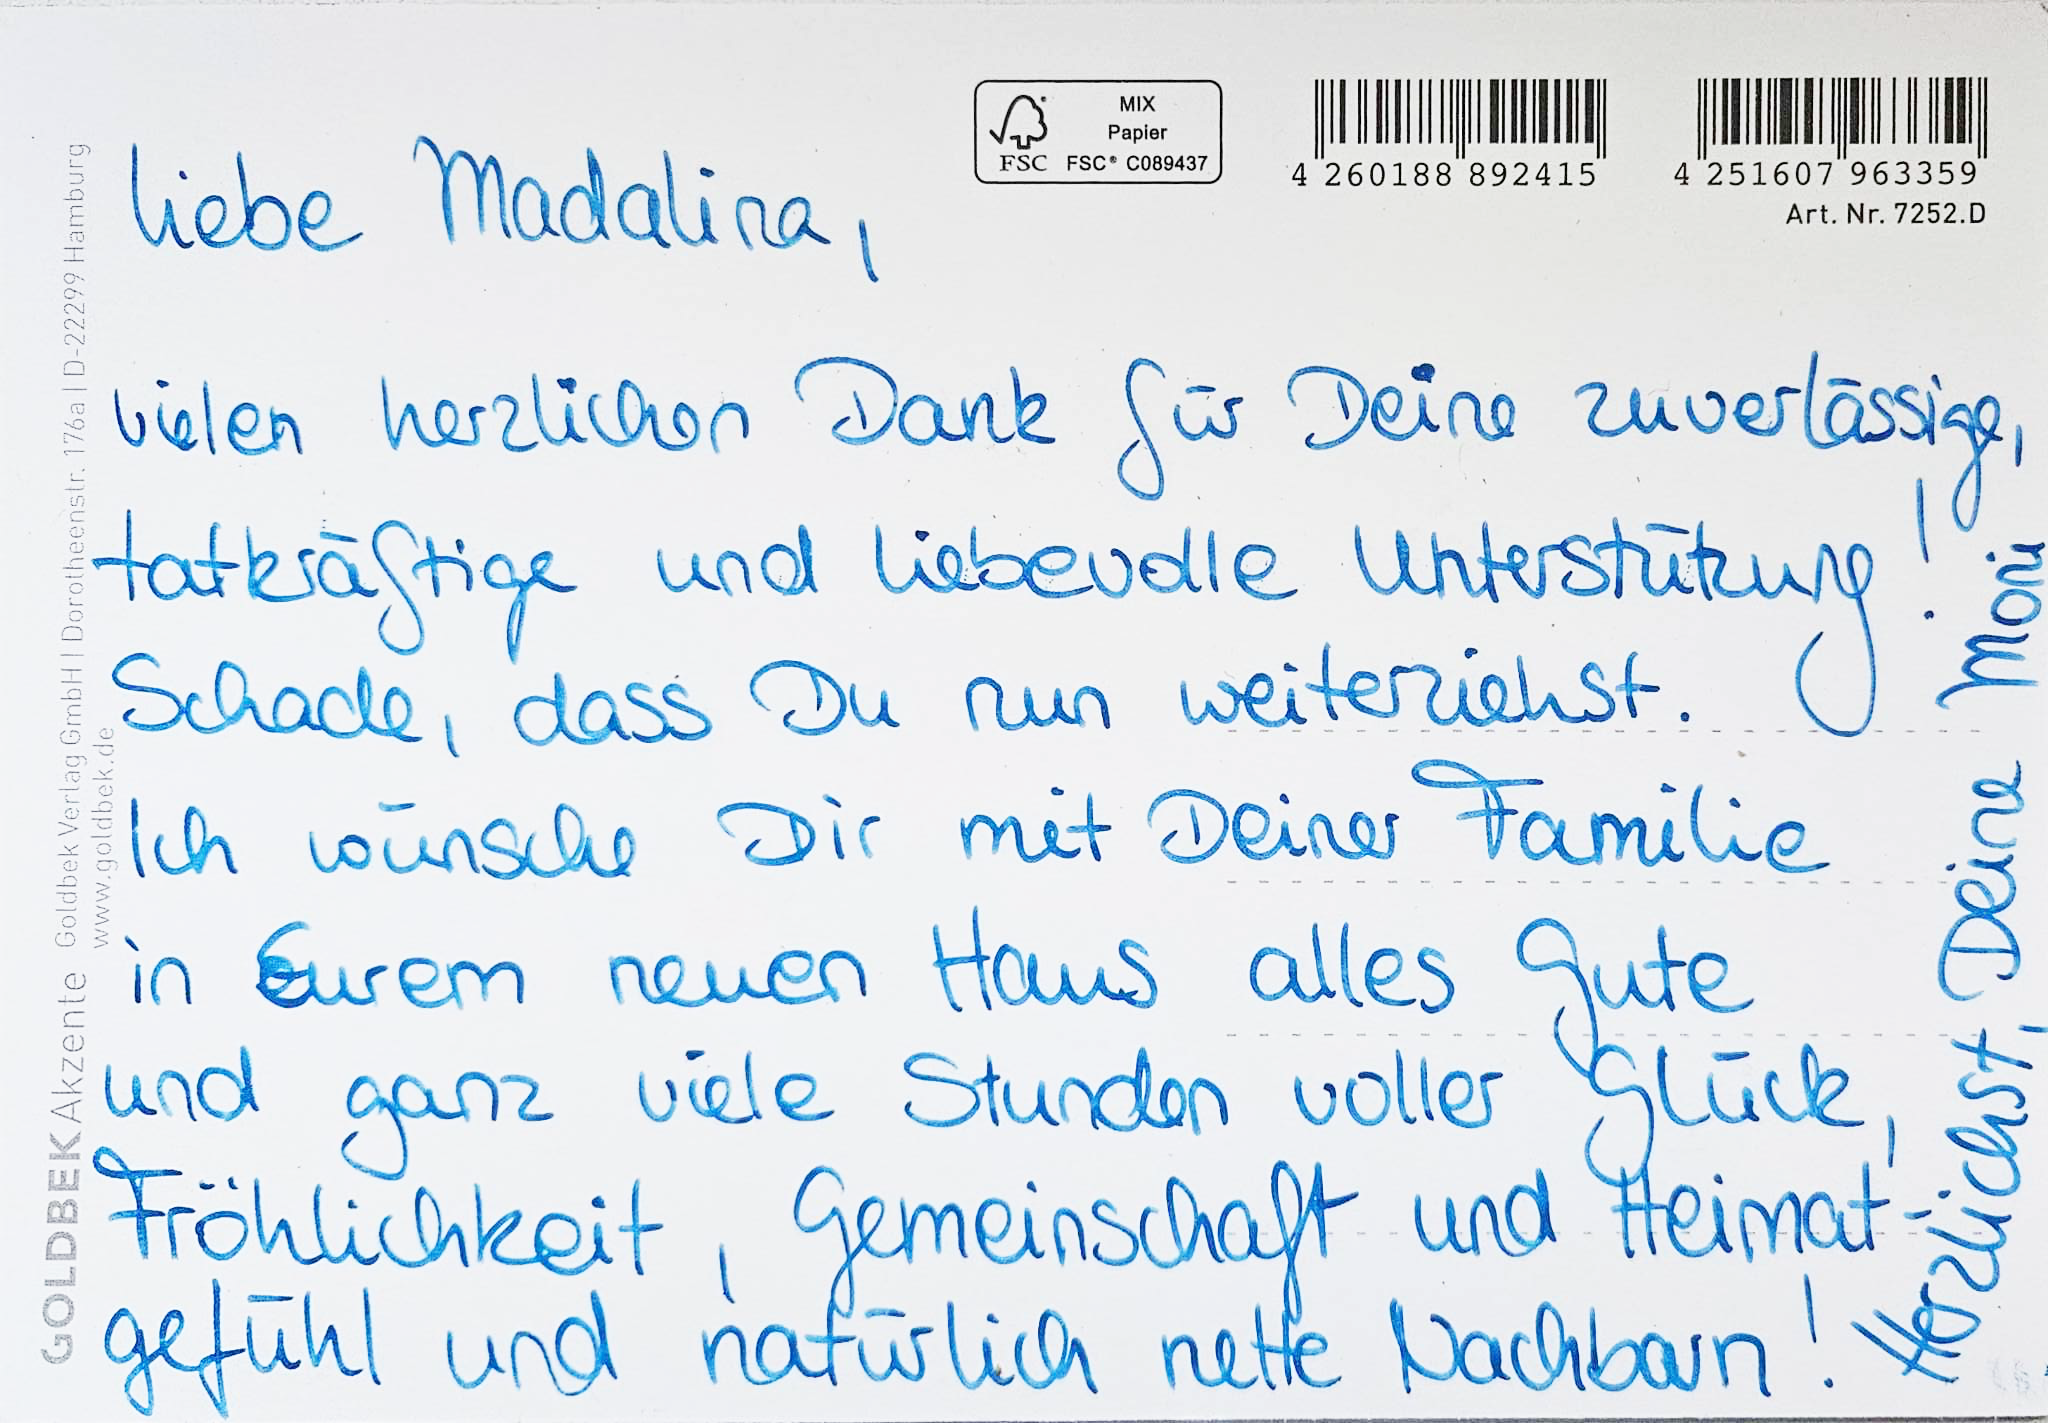 MIX
Papier
FSC FSC® C089437
4 260188 892415
4 251607 963359
Art. Nr. 7252.D
liebe Madalina,
vielen herzlichen Dank für Deine zuverlässige,
tatkräftige und liebevolle Unterstützung!
Schade, dass Du nun weiterziehst.
Ich wünsche Dir mit Deiner Familie
in Eurem neuen Haus alles Gute
und ganz viele Stunden voller Glück,
Fröhlichkeit, Gemeinschaft und Heimat-
gefühl und natürlich nette Nachbarn!
Herzlichst, Deine Moni
GOLDBEK Akzente Goldbek Verlag GmbH | Dorotheenstr. 176a | D-22299 Hamburg
www.goldbek.de